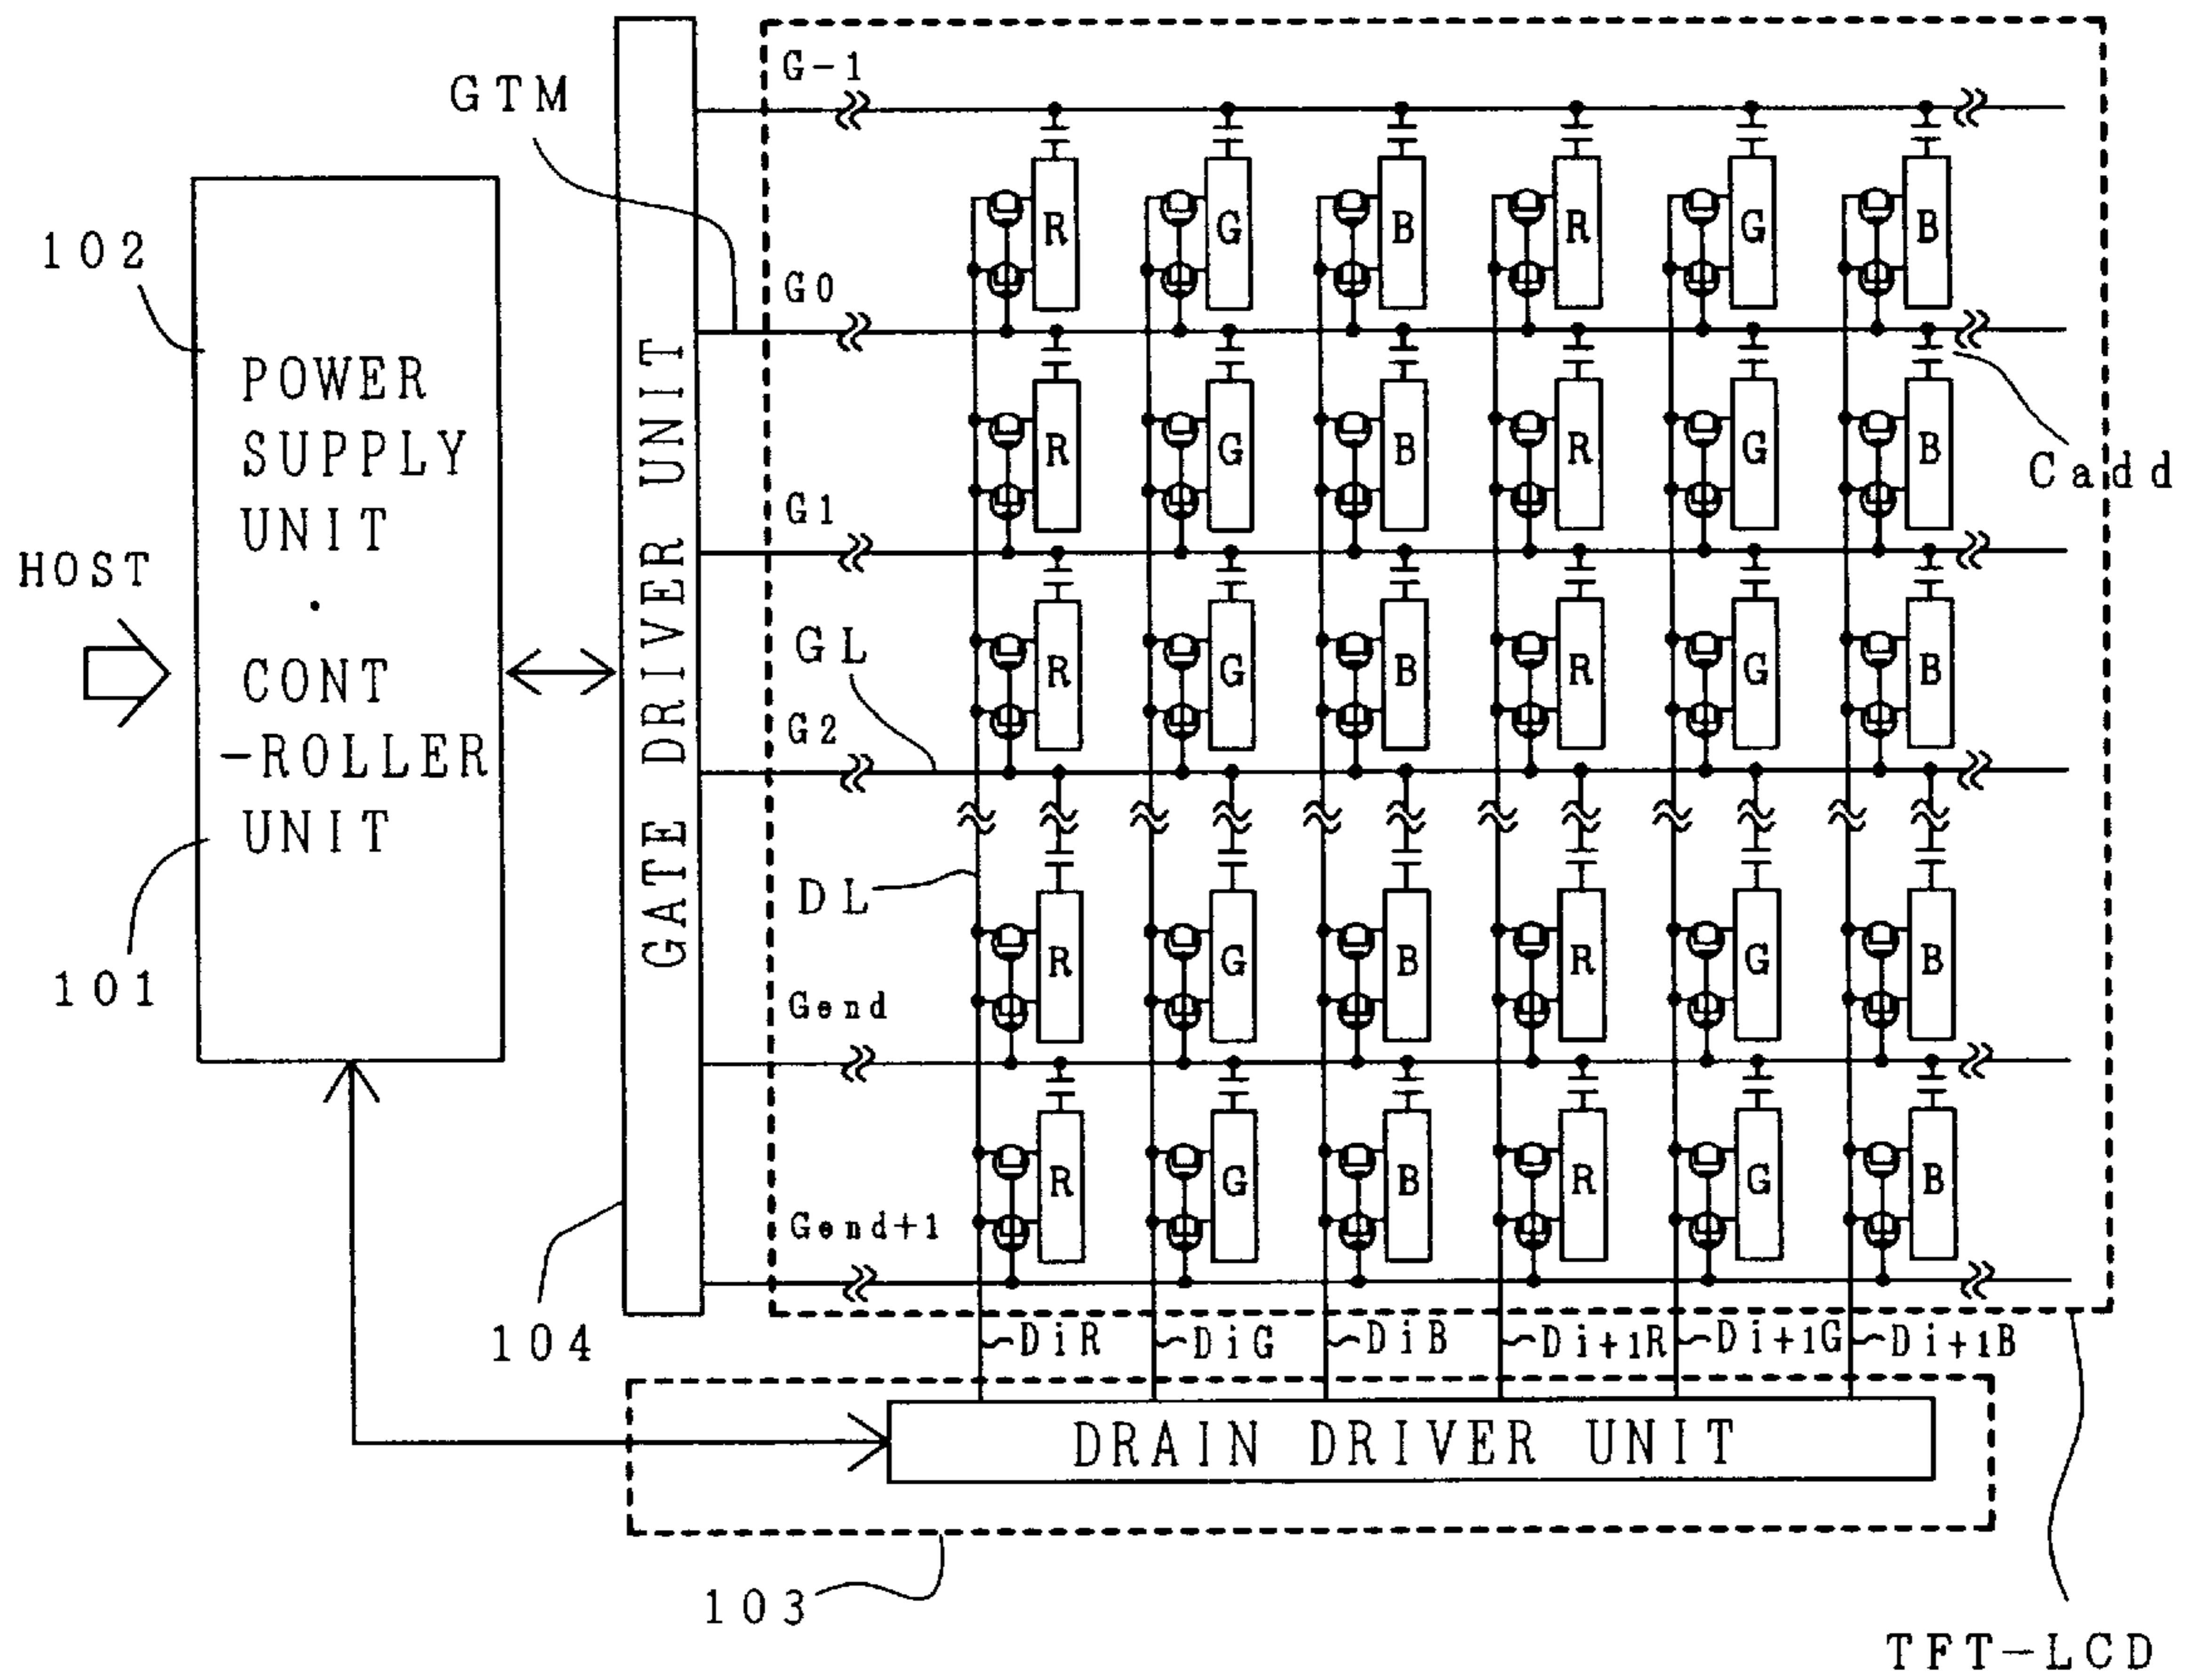 G-1
GTM
102
R G B R G B
G0
POWER
SUPPLY
UNIT
·
CONT
-ROLLER
UNIT
GATE DRIVER UNIT
R G B R G B
Cadd
G1
HOST
GL
R G B R G B
G2
DL
R G B R G B
101
Gend
R G B R G B
Gend+1
104
DiR DiG DiB Di+1R Di+1G Di+1B
DRAIN DRIVER UNIT
103
TFT-LCD